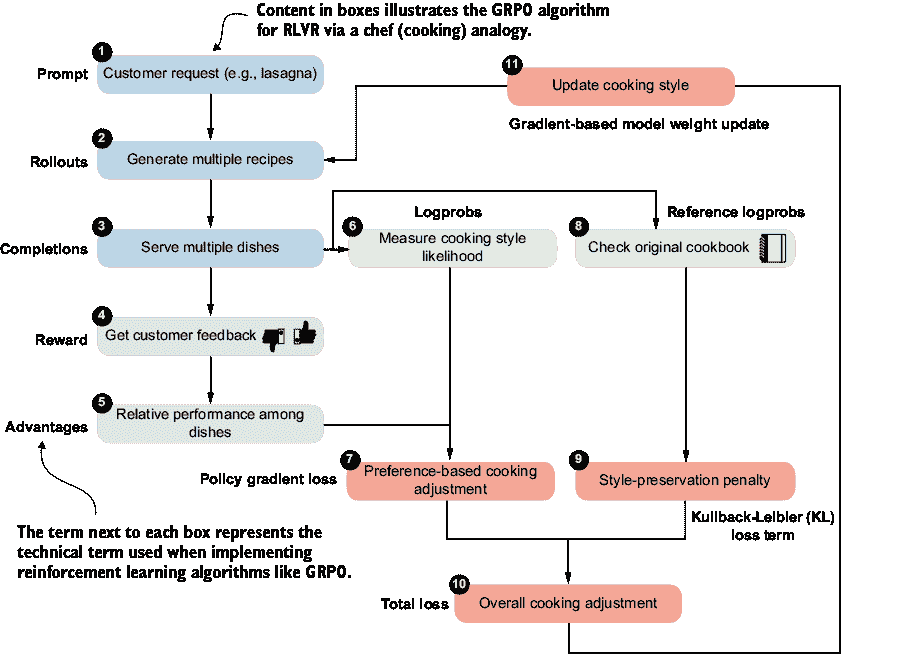 Content in boxes illustrates the GRPO algorithm
for RLVR via a chef (cooking) analogy.
1
Prompt
Customer request (e.g., lasagna)
11
Update cooking style
Gradient-based model weight update
2
Rollouts
Generate multiple recipes
3
Completions
Serve multiple dishes
Logprobs
6
Measure cooking style
likelihood
Reference logprobs
8
Check original cookbook
4
Reward
Get customer feedback
5
Advantages
Relative performance among
dishes
7
Policy gradient loss
Preference-based cooking
adjustment
9
Style-preservation penalty
Kullback-Leibler (KL)
loss term
The term next to each box represents the
technical term used when implementing
reinforcement learning algorithms like GRPO.
10
Total loss
Overall cooking adjustment